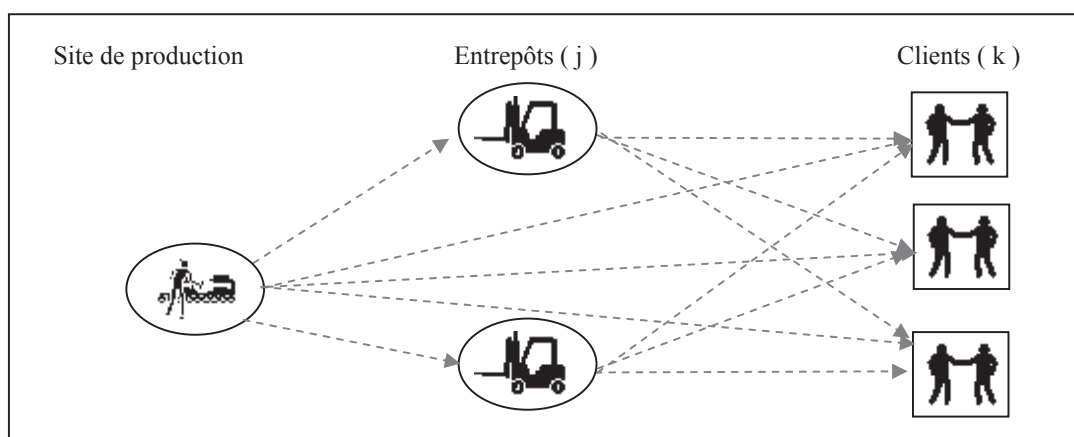 Site de production
Entrepôts ( j )
Clients ( k )